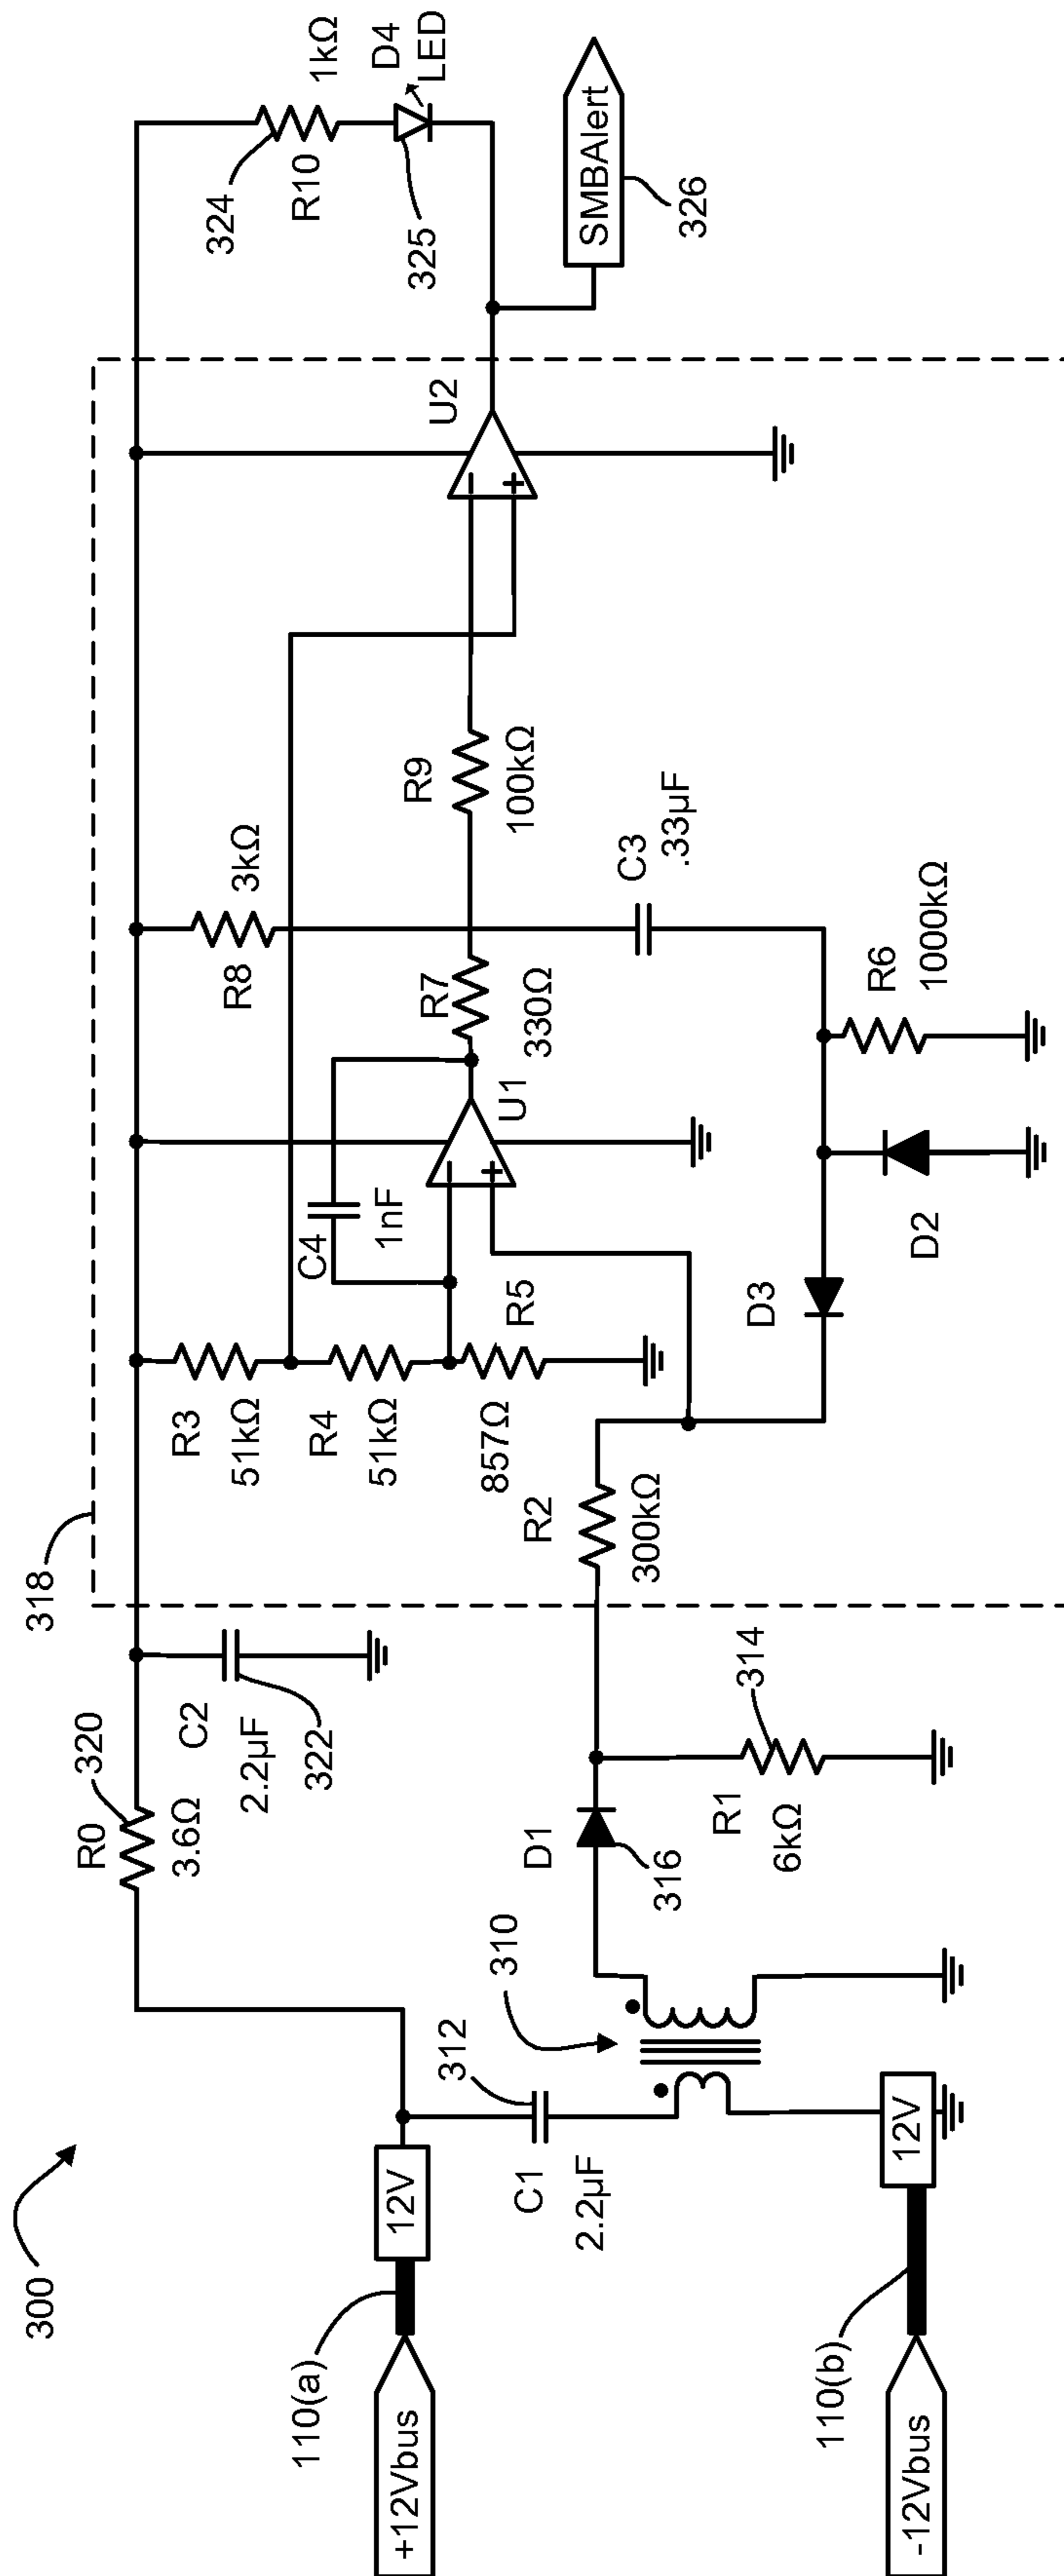 300
+12Vbus
110(a)
12V
-12Vbus
110(b)
12V
C1
2.2µF
312
310
R0
320
3.6Ω
C2
2.2µF
322
D1
316
R1
6kΩ
314
318
R2
300kΩ
R3
51kΩ
R4
51kΩ
R5
857Ω
C4
1nF
U1
-
+
D3
D2
R6
1000kΩ
R7
330Ω
R8
3kΩ
C3
.33µF
R9
100kΩ
U2
-
+
324
R10
1kΩ
325
D4
LED
SMBAlert
326